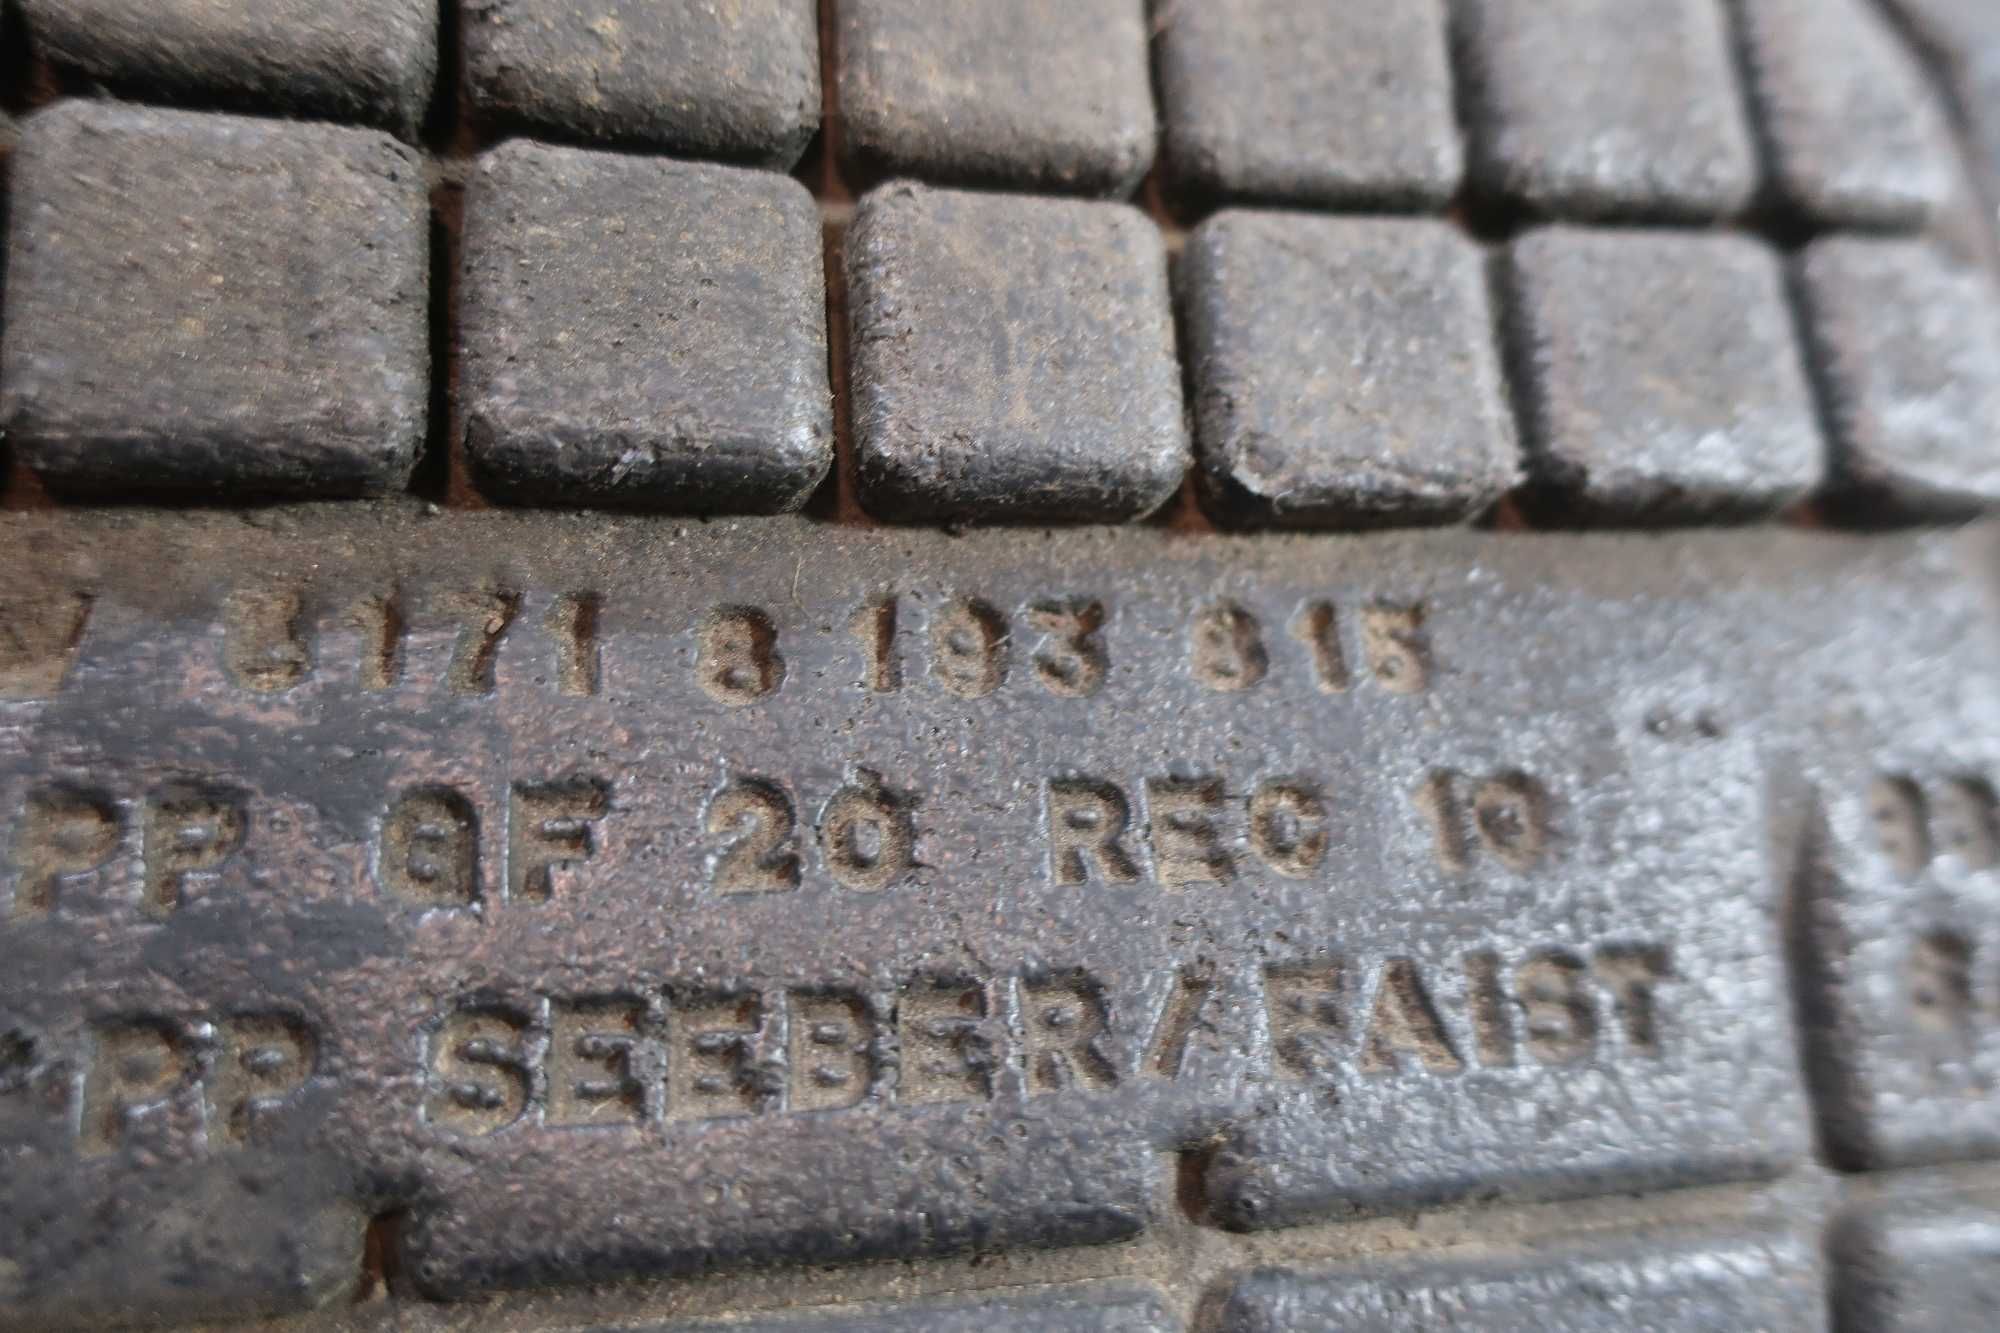 / 5171 8 193 815
PP GF 20 REC 10
PP SEEBER/FAIST